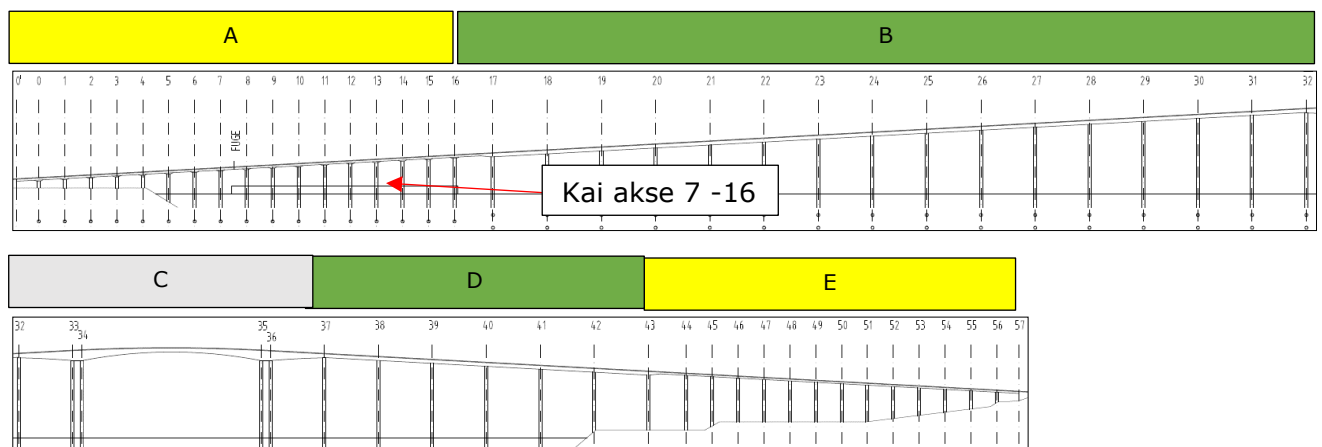 A B
0' 0 1 2 3 4 5 6 7 8 9 10 11 12 13 14 15 16 17 18 19 20 21 22 23 24 25 26 27 28 29 30 31 32
FUGE
Kai akse 7 -16
C D E
32 33 34 35 36 37 38 39 40 41 42 43 44 45 46 47 48 49 50 51 52 53 54 55 56 57